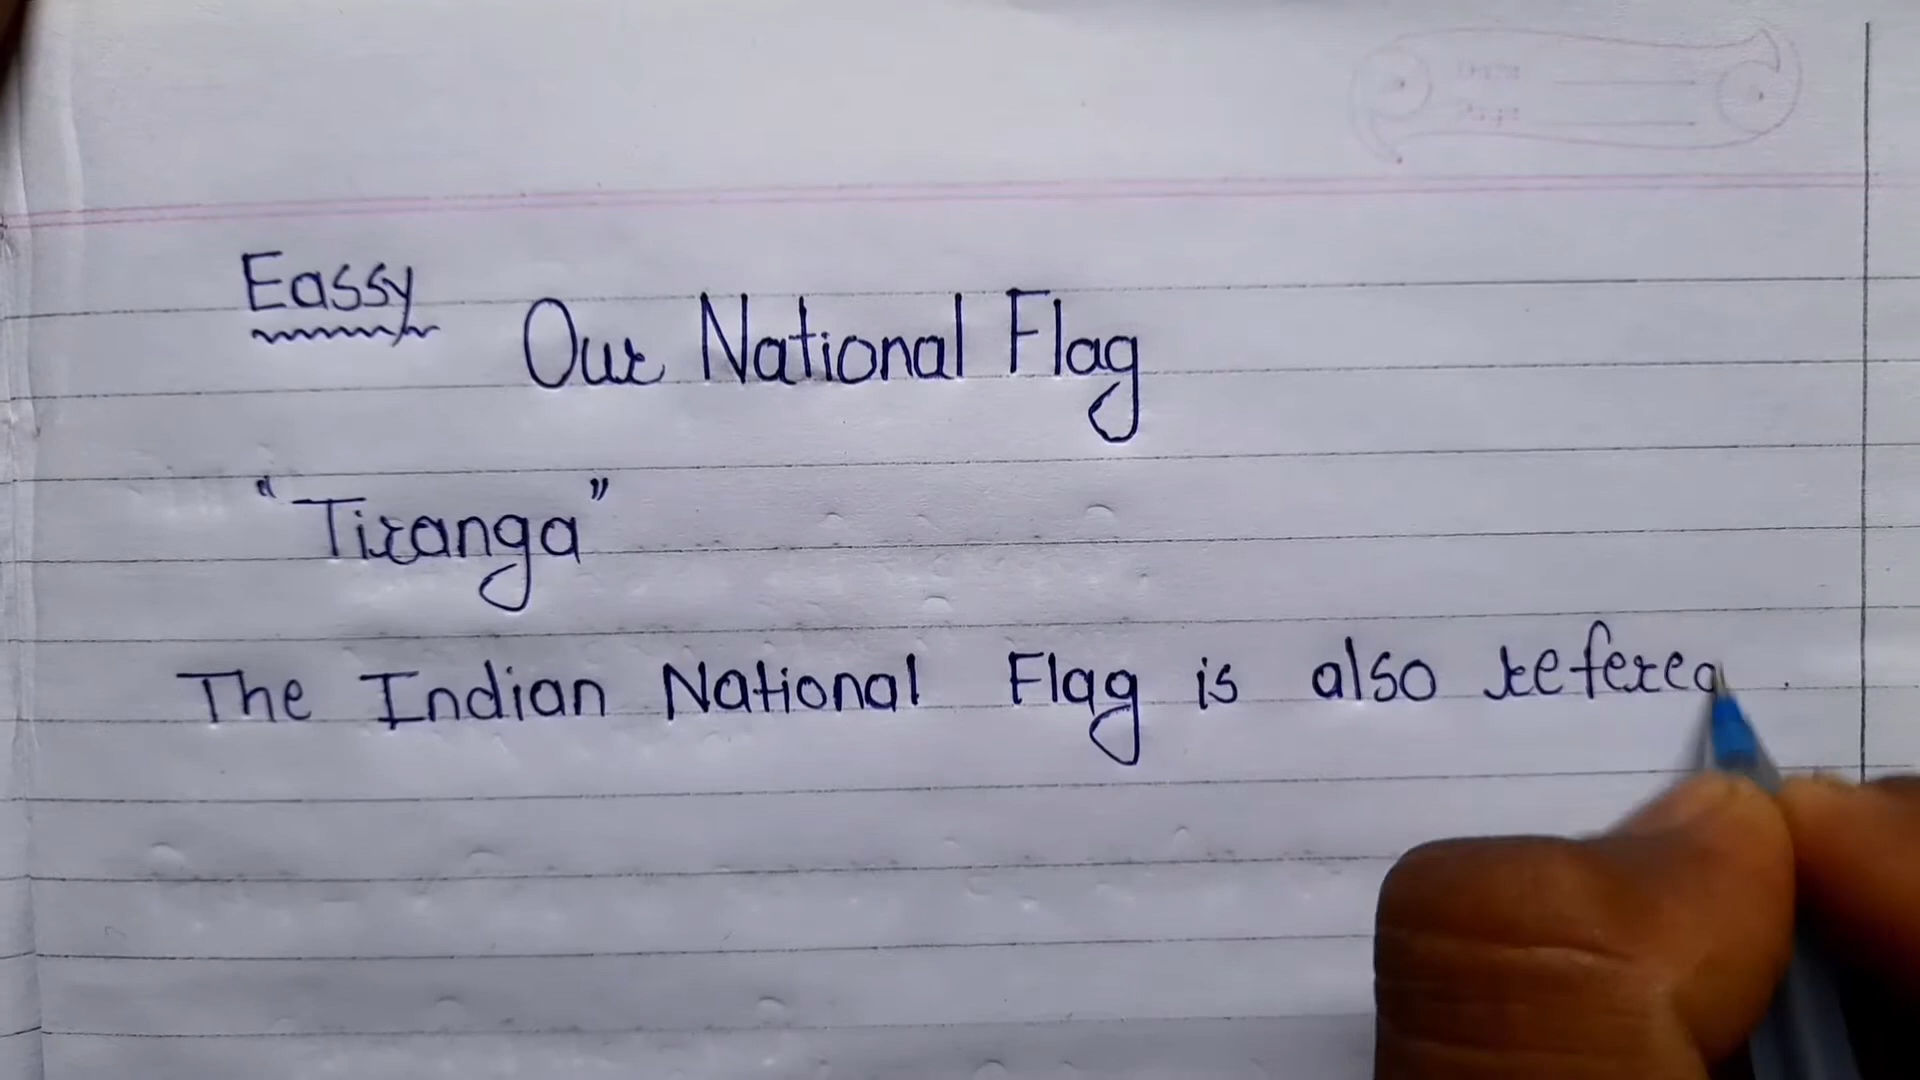 Eassy
Our National Flag
"Tiranga"
The Indian National Flag is also refered